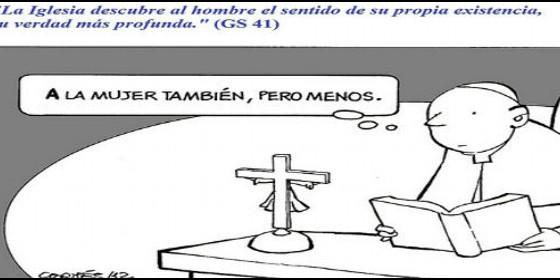 "La Iglesia descubre al hombre el sentido de su propia existencia,
u verdad más profunda." (GS 41)
A LA MUJER TAMBIÉN, PERO MENOS.